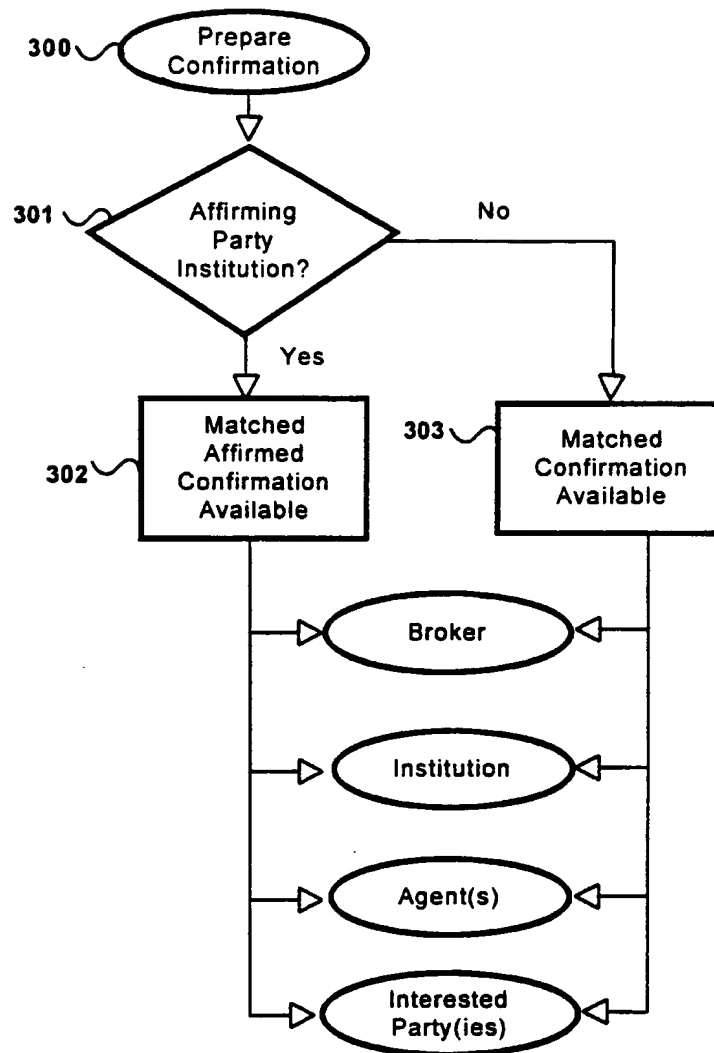 300
Prepare
Confirmation
301
Affirming
Party
Institution?
No
Yes
302
Matched
Affirmed
Confirmation
Available
303
Matched
Confirmation
Available
Broker
Institution
Agent(s)
Interested
Party(ies)